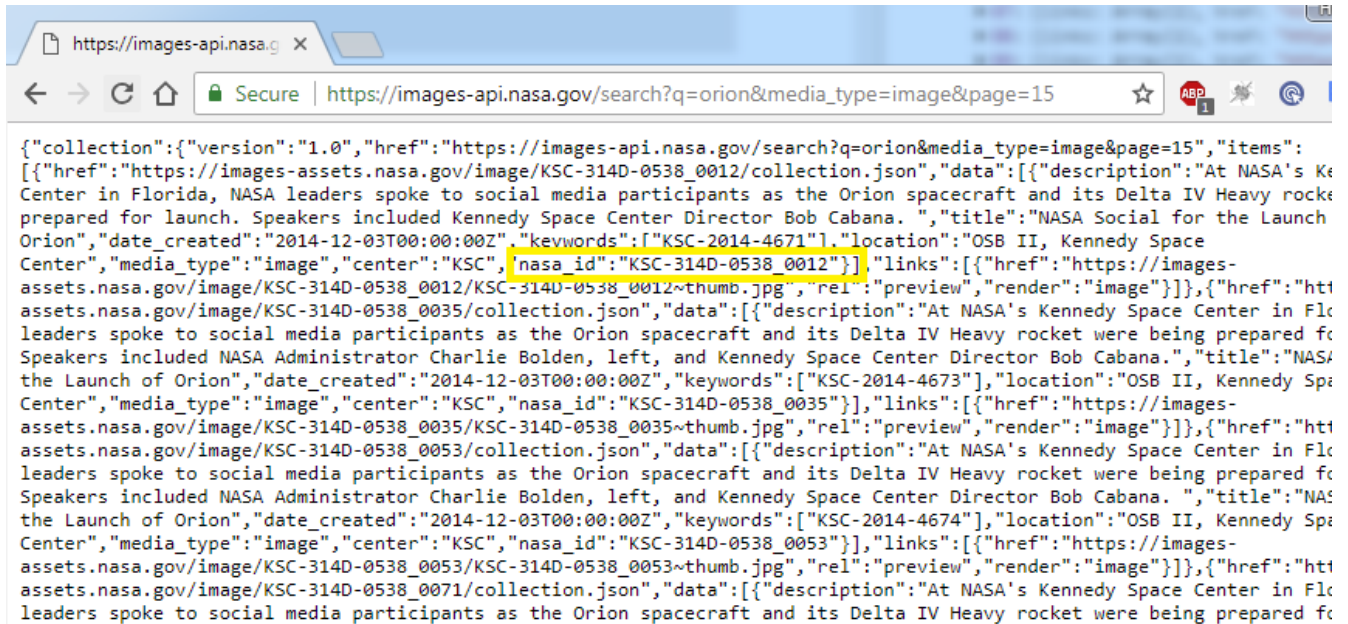 https://images-api.nasa.g
Secure | https://images-api.nasa.gov/search?q=orion&media_type=image&page=15
ABP
1
{"collection":{"version":"1.0","href":"https://images-api.nasa.gov/search?q=orion&media_type=image&page=15","items":
[{"href":"https://images-assets.nasa.gov/image/KSC-314D-0538_0012/collection.json","data":[{"description":"At NASA's Ke
Center in Florida, NASA leaders spoke to social media participants as the Orion spacecraft and its Delta IV Heavy rocke
prepared for launch. Speakers included Kennedy Space Center Director Bob Cabana. ","title":"NASA Social for the Launch
Orion","date_created":"2014-12-03T00:00:00Z","keywords":["KSC-2014-4671"],"location":"OSB II, Kennedy Space
Center","media_type":"image","center":"KSC","nasa_id":"KSC-314D-0538_0012"}],"links":[{"href":"https://images-
assets.nasa.gov/image/KSC-314D-0538_0012/KSC-314D-0538_0012~thumb.jpg","rel":"preview","render":"image"}]},{"href":"htt
assets.nasa.gov/image/KSC-314D-0538_0035/collection.json","data":[{"description":"At NASA's Kennedy Space Center in Flo
leaders spoke to social media participants as the Orion spacecraft and its Delta IV Heavy rocket were being prepared fo
Speakers included NASA Administrator Charlie Bolden, left, and Kennedy Space Center Director Bob Cabana.","title":"NASA
the Launch of Orion","date_created":"2014-12-03T00:00:00Z","keywords":["KSC-2014-4673"],"location":"OSB II, Kennedy Spa
Center","media_type":"image","center":"KSC","nasa_id":"KSC-314D-0538_0035"}],"links":[{"href":"https://images-
assets.nasa.gov/image/KSC-314D-0538_0035/KSC-314D-0538_0035~thumb.jpg","rel":"preview","render":"image"}]},{"href":"htt
assets.nasa.gov/image/KSC-314D-0538_0053/collection.json","data":[{"description":"At NASA's Kennedy Space Center in Flo
leaders spoke to social media participants as the Orion spacecraft and its Delta IV Heavy rocket were being prepared fo
Speakers included NASA Administrator Charlie Bolden, left, and Kennedy Space Center Director Bob Cabana. ","title":"NAS
the Launch of Orion","date_created":"2014-12-03T00:00:00Z","keywords":["KSC-2014-4674"],"location":"OSB II, Kennedy Spa
Center","media_type":"image","center":"KSC","nasa_id":"KSC-314D-0538_0053"}],"links":[{"href":"https://images-
assets.nasa.gov/image/KSC-314D-0538_0053/KSC-314D-0538_0053~thumb.jpg","rel":"preview","render":"image"}]},{"href":"htt
assets.nasa.gov/image/KSC-314D-0538_0071/collection.json","data":[{"description":"At NASA's Kennedy Space Center in Flo
leaders spoke to social media participants as the Orion spacecraft and its Delta IV Heavy rocket were being prepared fo